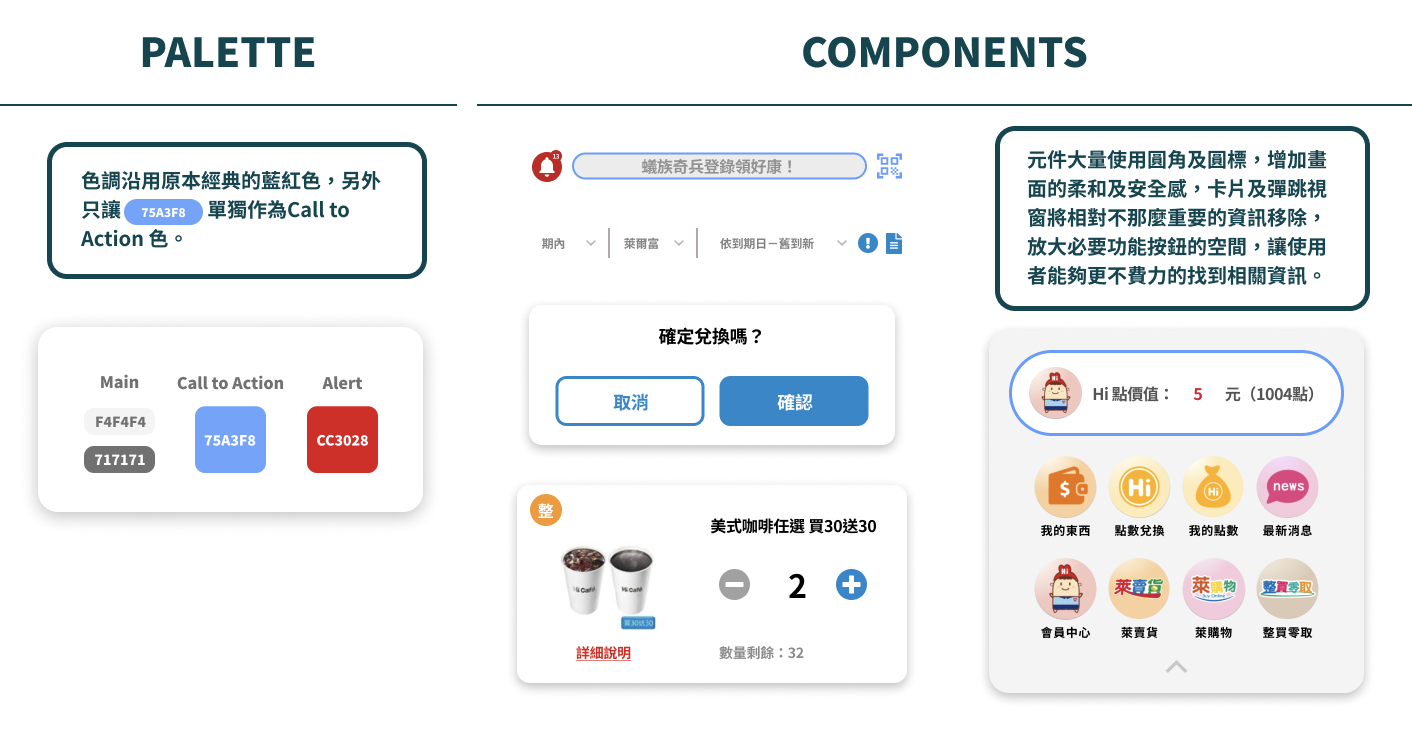 PALETTE
色調沿用原本經典的藍紅色，另外
只讓 75A3F8 單獨作為Call to
Action 色。
Main
Call to Action
Alert
F4F4F4
717171
75A3F8
CC3028
COMPONENTS
13
蟻族奇兵登錄領好康！
期內
萊爾富
依到期日－舊到新
確定兌換嗎？
取消
確認
整
美式咖啡任選 買30送30
Hi Café
Hi Café
買30送30
2
詳細說明
數量剩餘：32
元件大量使用圓角及圓標，增加畫
面的柔和及安全感，卡片及彈跳視
窗將相對不那麼重要的資訊移除，
放大必要功能按鈕的空間，讓使用
者能夠更不費力的找到相關資訊。
Hi
Hi 點價值： 5 元（1004點）
$
Hi
Hi
news
我的東西
點數兌換
我的點數
最新消息
Hi
萊賣貨
萊購物
Buy Online
整買零取
會員中心
萊賣貨
萊購物
整買零取